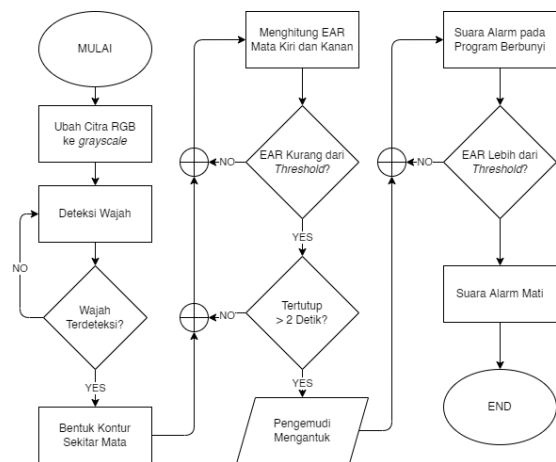 MULAI
Ubah Citra RGB
ke grayscale
Deteksi Wajah
NO
Wajah
Terdeteksi?
YES
Bentuk Kontur
Sekitar Mata
Menghitung EAR
Mata Kiri dan Kanan
NO
EAR Kurang dari
Threshold?
YES
NO
Tertutup
> 2 Detik?
YES
Pengemudi
Mengantuk
Suara Alarm pada
Program Berbunyi
NO
EAR Lebih dari
Threshold?
Suara Alarm Mati
END